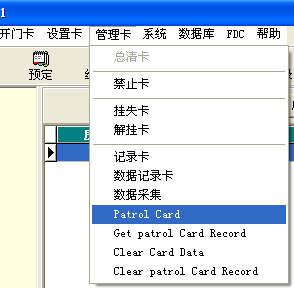 1
开门卡 设置卡 管理卡 系统 数据库 FDC 帮助
总清卡
预定
禁止卡
挂失卡
解挂卡
记录卡
数据记录卡
数据采集
Patrol Card
Get patrol Card Record
Clear Card Data
Clear patrol Card Record